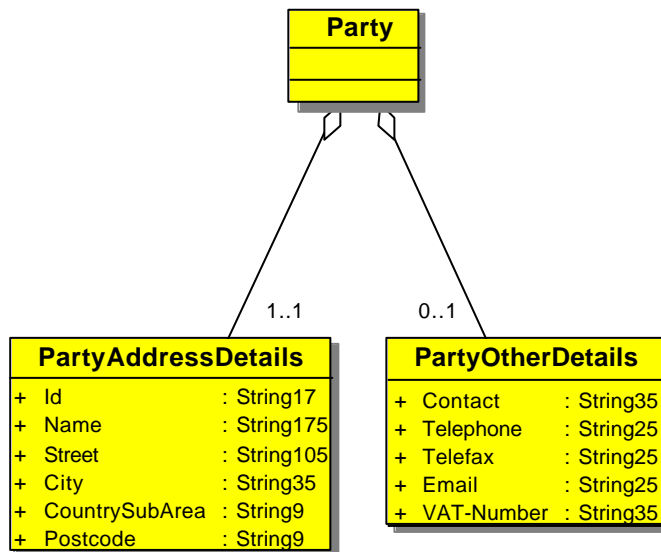 Party
1..1
0..1
PartyAddressDetails
+ Id : String17
+ Name : String175
+ Street : String105
+ City : String35
+ CountrySubArea : String9
+ Postcode : String9
PartyOtherDetails
+ Contact : String35
+ Telephone : String25
+ Telefax : String25
+ Email : String25
+ VAT-Number : String35